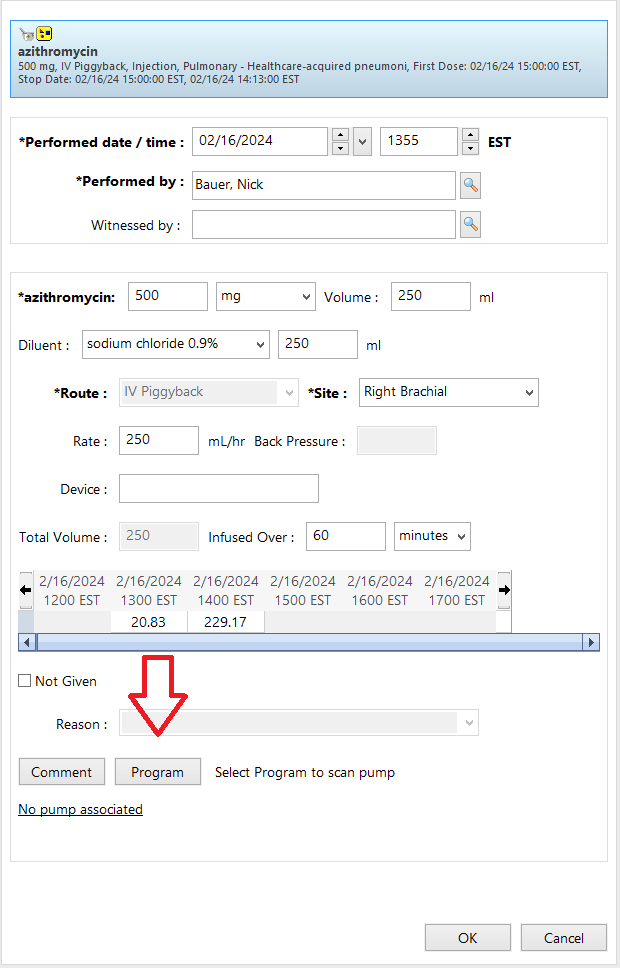 azithromycin
500 mg, IV Piggyback, Injection, Pulmonary - Healthcare-acquired pneumoni, First Dose: 02/16/24 15:00:00 EST,
Stop Date: 02/16/24 15:00:00 EST, 02/16/24 14:13:00 EST
*Performed date / time : 02/16/2024 1355 EST
*Performed by : Bauer, Nick
Witnessed by :
*azithromycin: 500 mg Volume : 250 ml
Diluent : sodium chloride 0.9% 250 ml
*Route : IV Piggyback *Site : Right Brachial
Rate : 250 mL/hr Back Pressure :
Device :
Total Volume : 250 Infused Over : 60 minutes
2/16/2024 2/16/2024 2/16/2024 2/16/2024 2/16/2024 2/16/2024
1200 EST 1300 EST 1400 EST 1500 EST 1600 EST 1700 EST
20.83 229.17
Not Given
Reason :
Comment Program Select Program to scan pump
No pump associated
OK Cancel